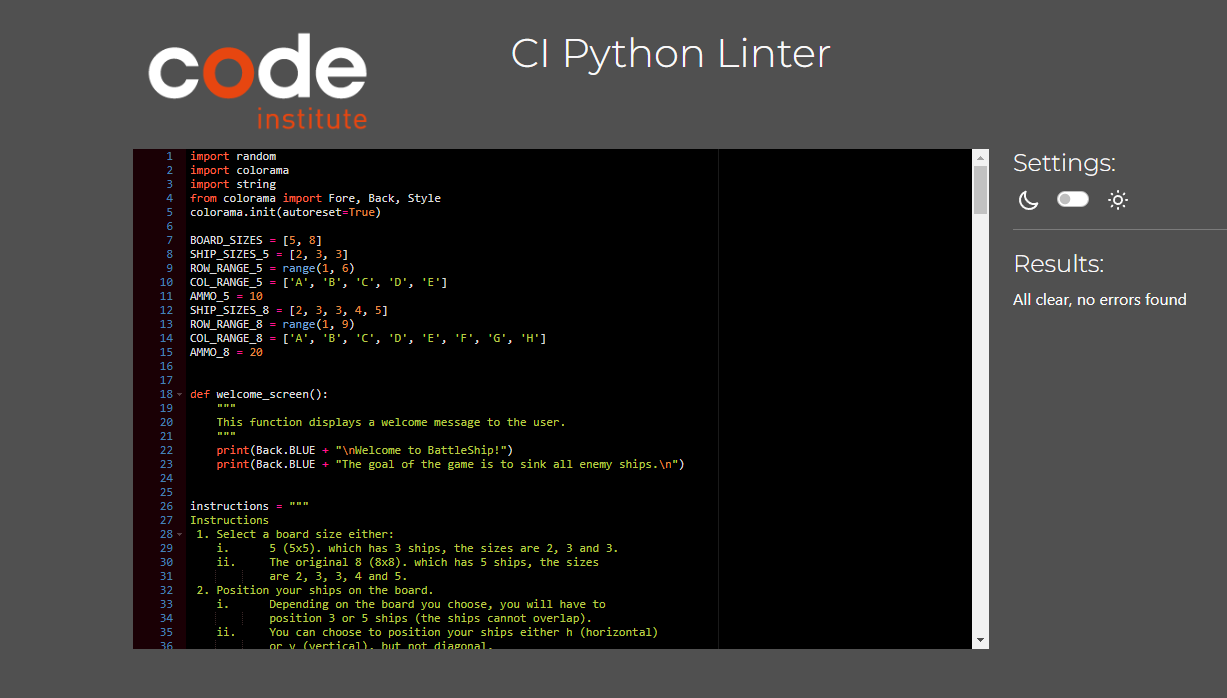 code
institute
CI Python Linter
1 import random
2 import colorama
3 import string
4 from colorama import Fore, Back, Style
5 colorama.init(autoreset=True)
6
7 BOARD_SIZES = [5, 8]
8 SHIP_SIZES_5 = [2, 3, 3]
9 ROW_RANGE_5 = range(1, 6)
10 COL_RANGE_5 = ['A', 'B', 'C', 'D', 'E']
11 AMMO_5 = 10
12 SHIP_SIZES_8 = [2, 3, 3, 4, 5]
13 ROW_RANGE_8 = range(1, 9)
14 COL_RANGE_8 = ['A', 'B', 'C', 'D', 'E', 'F', 'G', 'H']
15 AMMO_8 = 20
16
17
18 def welcome_screen():
19     """
20     This function displays a welcome message to the user.
21     """
22     print(Back.BLUE + "\nWelcome to BattleShip!")
23     print(Back.BLUE + "The goal of the game is to sink all enemy ships.\n")
24
25
26 instructions = """
27 Instructions
28  1. Select a board size either:
29     i.      5 (5x5). which has 3 ships, the sizes are 2, 3 and 3.
30     ii.     The original 8 (8x8). which has 5 ships, the sizes
31             are 2, 3, 3, 4 and 5.
32  2. Position your ships on the board.
33     i.      Depending on the board you choose, you will have to
34             position 3 or 5 ships (the ships cannot overlap).
35     ii.     You can choose to position your ships either h (horizontal)
36             or v (vertical), but not diagonal.
Settings:
Results:
All clear, no errors found